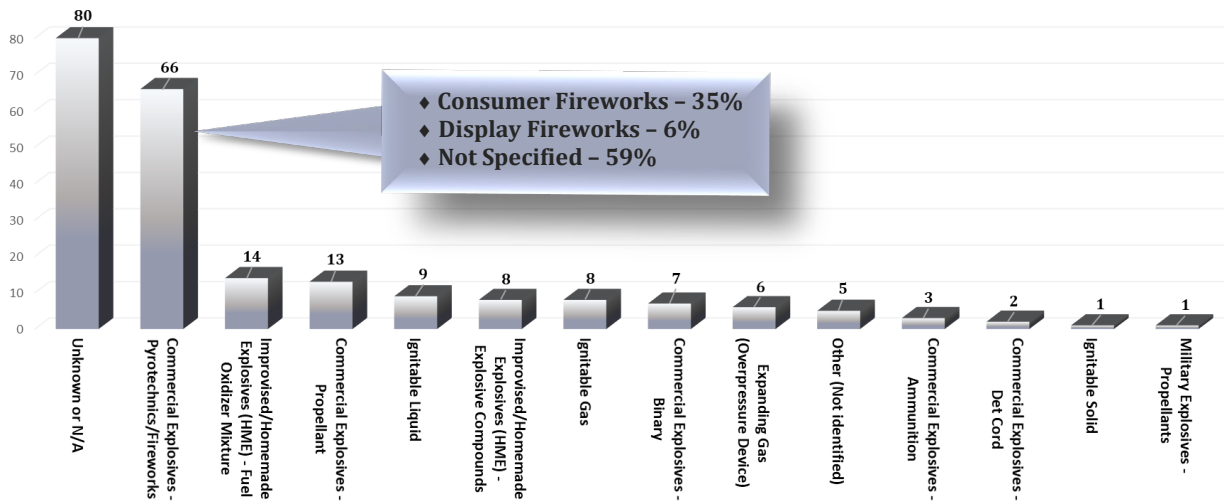 80
66
14
13
9
8
8
7
6
5
3
2
1
1
80
70
60
50
40
30
20
10
0
♦ Consumer Fireworks – 35%
♦ Display Fireworks – 6%
♦ Not Specified – 59%
Unknown or N/A
Commercial Explosives -
Pyrotechnics/Fireworks
Improvised/Homemade
Explosives (HME) - Fuel
Oxidizer Mixture
Commercial Explosives -
Propellant
Ignitable Liquid
Improvised/Homemade
Explosives (HME) -
Explosive Compounds
Ignitable Gas
Commercial Explosives -
Binary
Expanding Gas
(Overpressure Device)
Other (Not identified)
Commercial Explosives -
Ammunition
Commercial Explosives -
Det Cord
Ignitable Solid
Military Explosives -
Propellants